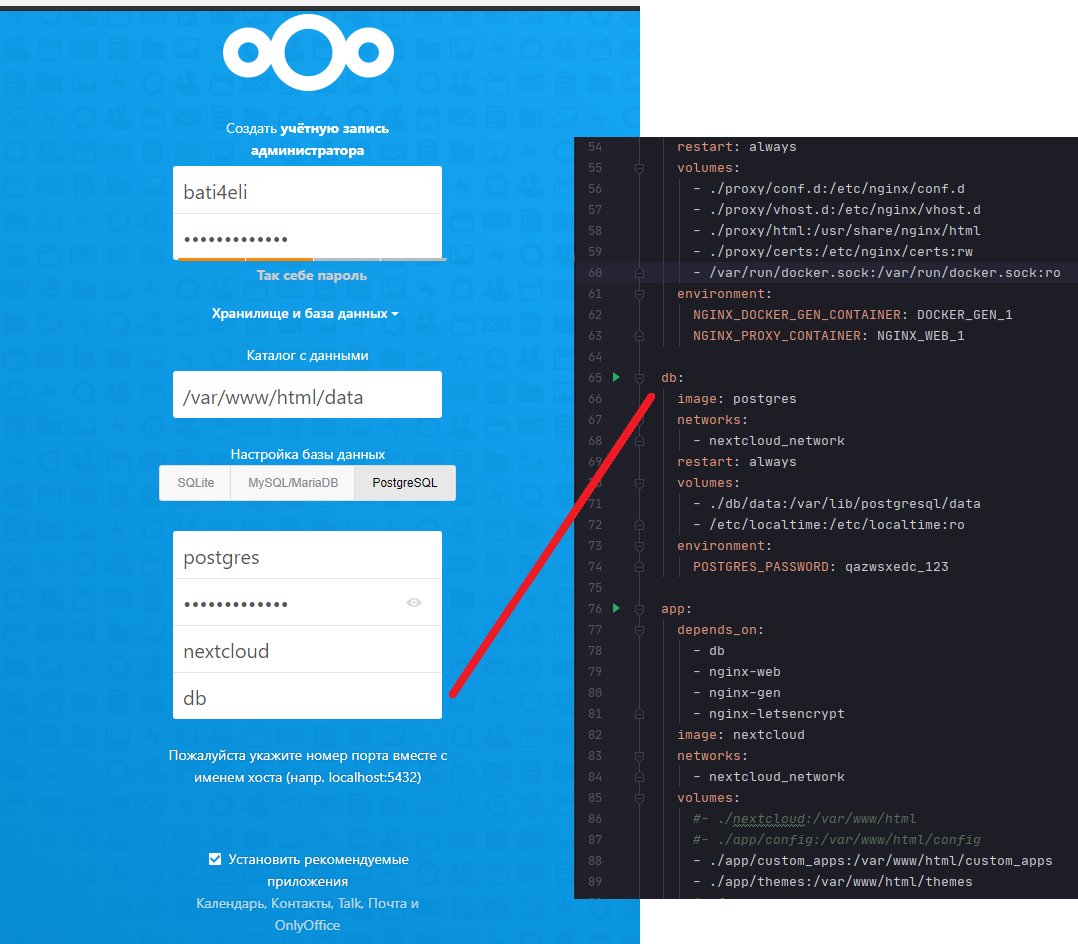 Создать учётную запись
администратора
bati4eli
•••••••••••••
Так себе пароль
Хранилище и база данных
Каталог с данными
/var/www/html/data
Настройка базы данных
SQLite MySQL/MariaDB PostgreSQL
postgres
•••••••••••••
nextcloud
db
Пожалуйста укажите номер порта вместе с
именем хоста (напр. localhost:5432)
Установить рекомендуемые
приложения
Календарь, Контакты, Talk, Почта и
OnlyOffice
54 restart: always
55 volumes:
56 - ./proxy/conf.d:/etc/nginx/conf.d
57 - ./proxy/vhost.d:/etc/nginx/vhost.d
58 - ./proxy/html:/usr/share/nginx/html
59 - ./proxy/certs:/etc/nginx/certs:rw
60 - /var/run/docker.sock:/var/run/docker.sock:ro
61 environment:
62 NGINX_DOCKER_GEN_CONTAINER: DOCKER_GEN_1
63 NGINX_PROXY_CONTAINER: NGINX_WEB_1
64
65 db:
66 image: postgres
67 networks:
68 - nextcloud_network
69 restart: always
volumes:
71 - ./db/data:/var/lib/postgresql/data
72 - /etc/localtime:/etc/localtime:ro
73 environment:
74 POSTGRES_PASSWORD: qazwsxedc_123
75
76 app:
77 depends_on:
78 - db
79 - nginx-web
80 - nginx-gen
81 - nginx-letsencrypt
82 image: nextcloud
83 networks:
84 - nextcloud_network
85 volumes:
86 #- ./nextcloud:/var/www/html
87 #- ./app/config:/var/www/html/config
88 - ./app/custom_apps:/var/www/html/custom_apps
89 - ./app/themes:/var/www/html/themes